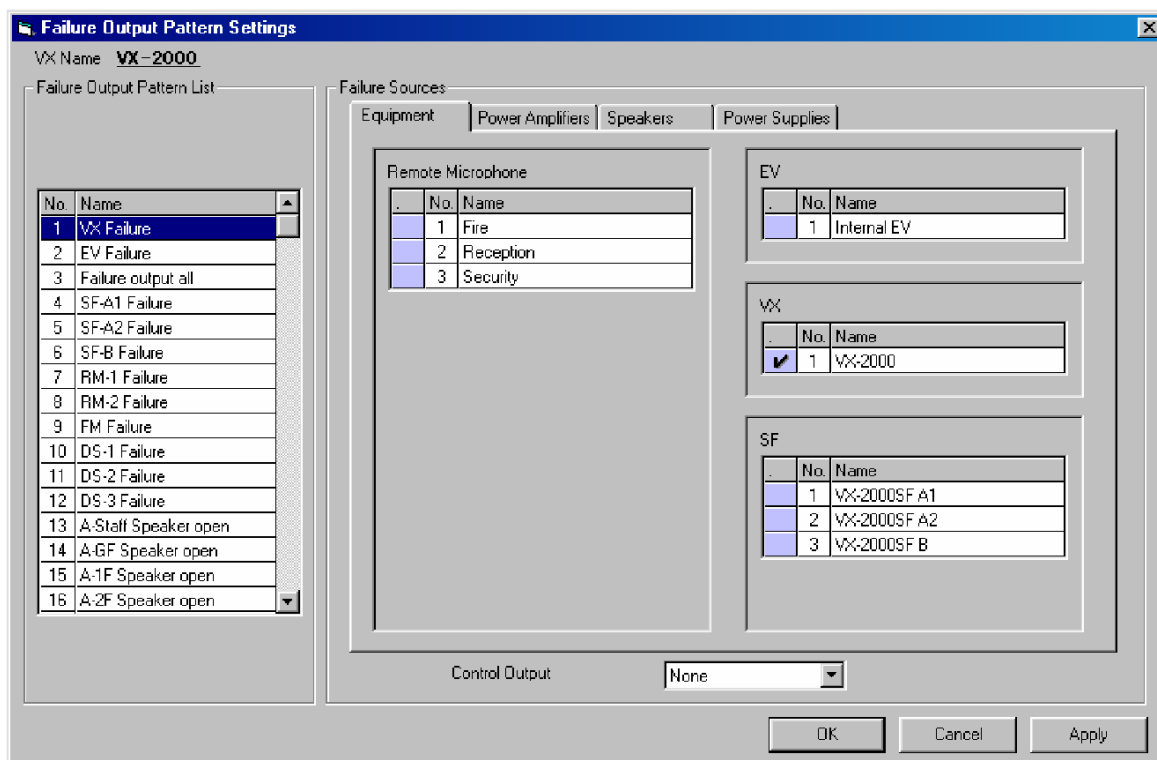 Failure Output Pattern Settings
VX Name VX-2000
Failure Output Pattern List
No. Name
1 VX Failure
2 EV Failure
3 Failure output all
4 SF-A1 Failure
5 SF-A2 Failure
6 SF-B Failure
7 RM-1 Failure
8 RM-2 Failure
9 FM Failure
10 DS-1 Failure
11 DS-2 Failure
12 DS-3 Failure
13 A-Staff Speaker open
14 A-GF Speaker open
15 A-1F Speaker open
16 A-2F Speaker open
Failure Sources
Equipment Power Amplifiers Speakers Power Supplies
Remote Microphone
. No. Name
1 Fire
2 Reception
3 Security
EV
. No. Name
1 Internal EV
VX
. No. Name
✔ 1 VX-2000
SF
. No. Name
1 VX-2000SF A1
2 VX-2000SF A2
3 VX-2000SF B
Control Output None
OK Cancel Apply